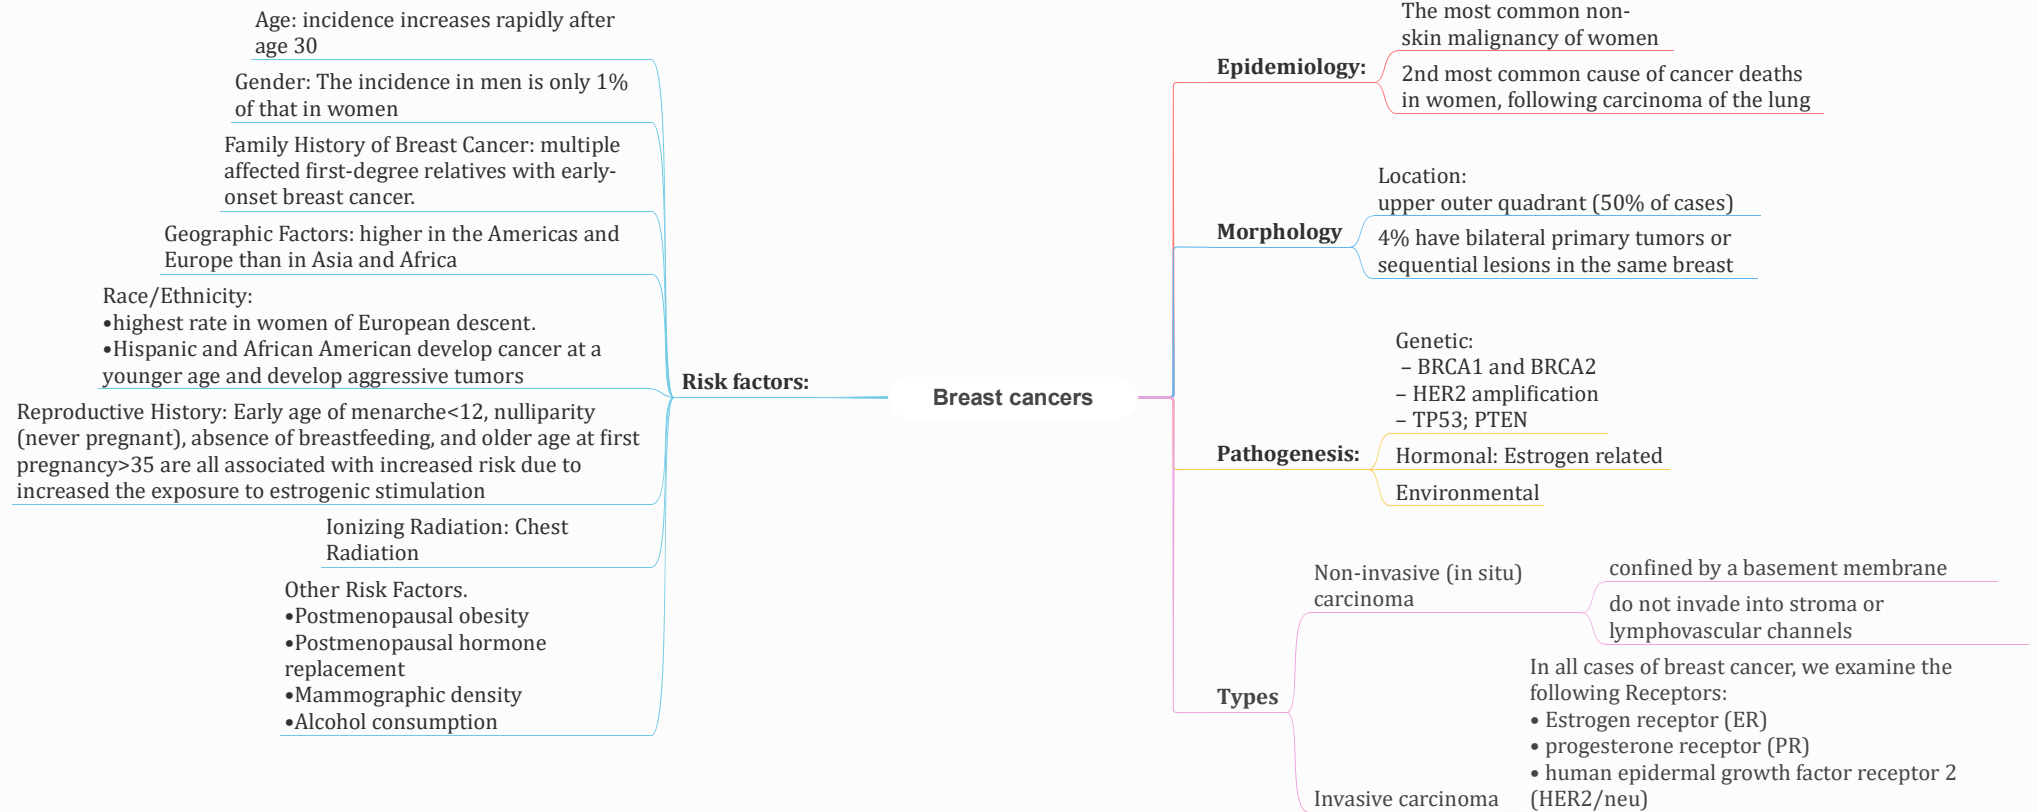 Age: incidence increases rapidly after
age 30
Gender: The incidence in men is only 1%
of that in women
Family History of Breast Cancer: multiple
affected first-degree relatives with early-
onset breast cancer.
Geographic Factors: higher in the Americas and
Europe than in Asia and Africa
Race/Ethnicity:
•highest rate in women of European descent.
•Hispanic and African American develop cancer at a
younger age and develop aggressive tumors
Reproductive History: Early age of menarche<12, nulliparity
(never pregnant), absence of breastfeeding, and older age at first
pregnancy>35 are all associated with increased risk due to
increased the exposure to estrogenic stimulation
Ionizing Radiation: Chest
Radiation
Other Risk Factors.
•Postmenopausal obesity
•Postmenopausal hormone
replacement
•Mammographic density
•Alcohol consumption
Risk factors:
Breast cancers
Epidemiology:
The most common non-
skin malignancy of women
2nd most common cause of cancer deaths
in women, following carcinoma of the lung
Morphology
Location:
upper outer quadrant (50% of cases)
4% have bilateral primary tumors or
sequential lesions in the same breast
Pathogenesis:
Genetic:
– BRCA1 and BRCA2
– HER2 amplification
– TP53; PTEN
Hormonal: Estrogen related
Environmental
Types
Non-invasive (in situ)
carcinoma
confined by a basement membrane
do not invade into stroma or
lymphovascular channels
Invasive carcinoma
In all cases of breast cancer, we examine the
following Receptors:
• Estrogen receptor (ER)
• progesterone receptor (PR)
• human epidermal growth factor receptor 2
(HER2/neu)